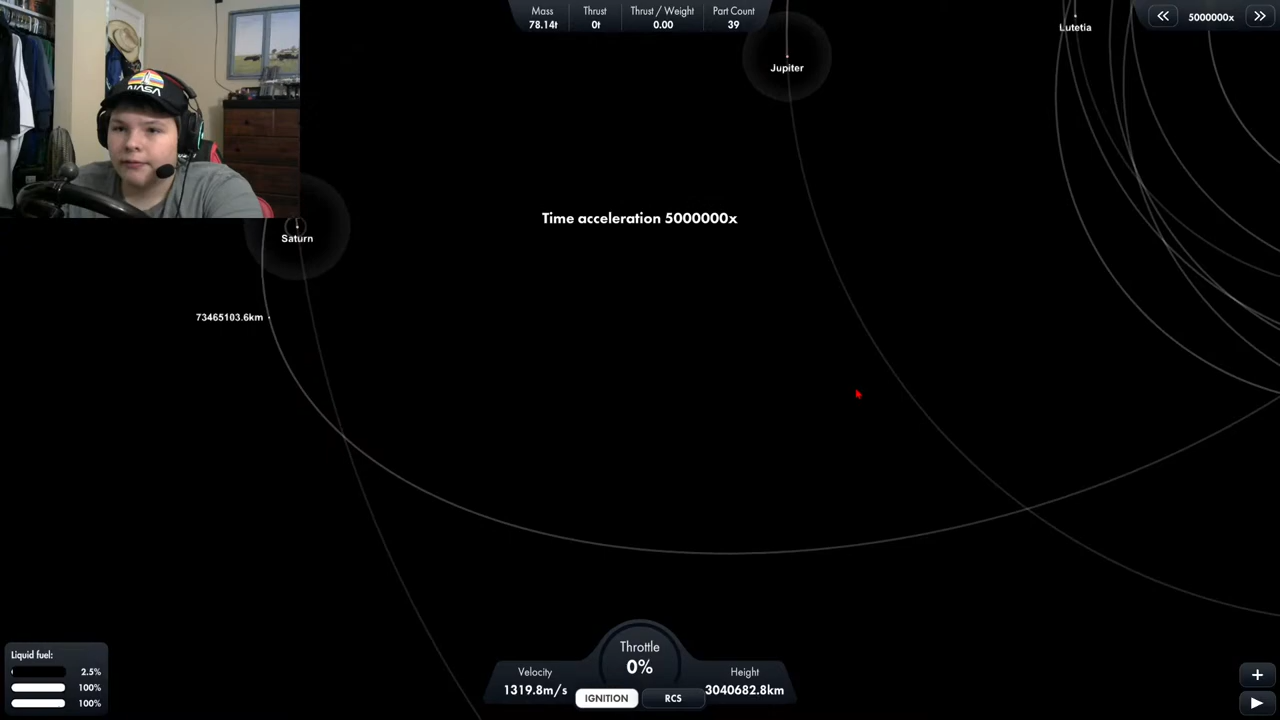 Mass
78.14t
Thrust
0t
Thrust / Weight
0.00
Part Count
39
5000000x
Lutetia
Jupiter
NASA
Time acceleration 5000000x
Saturn
73465103.6km
Liquid fuel:
2.5%
100%
100%
Throttle
0%
Velocity
1319.8m/s
Height
3040682.8km
IGNITION
RCS